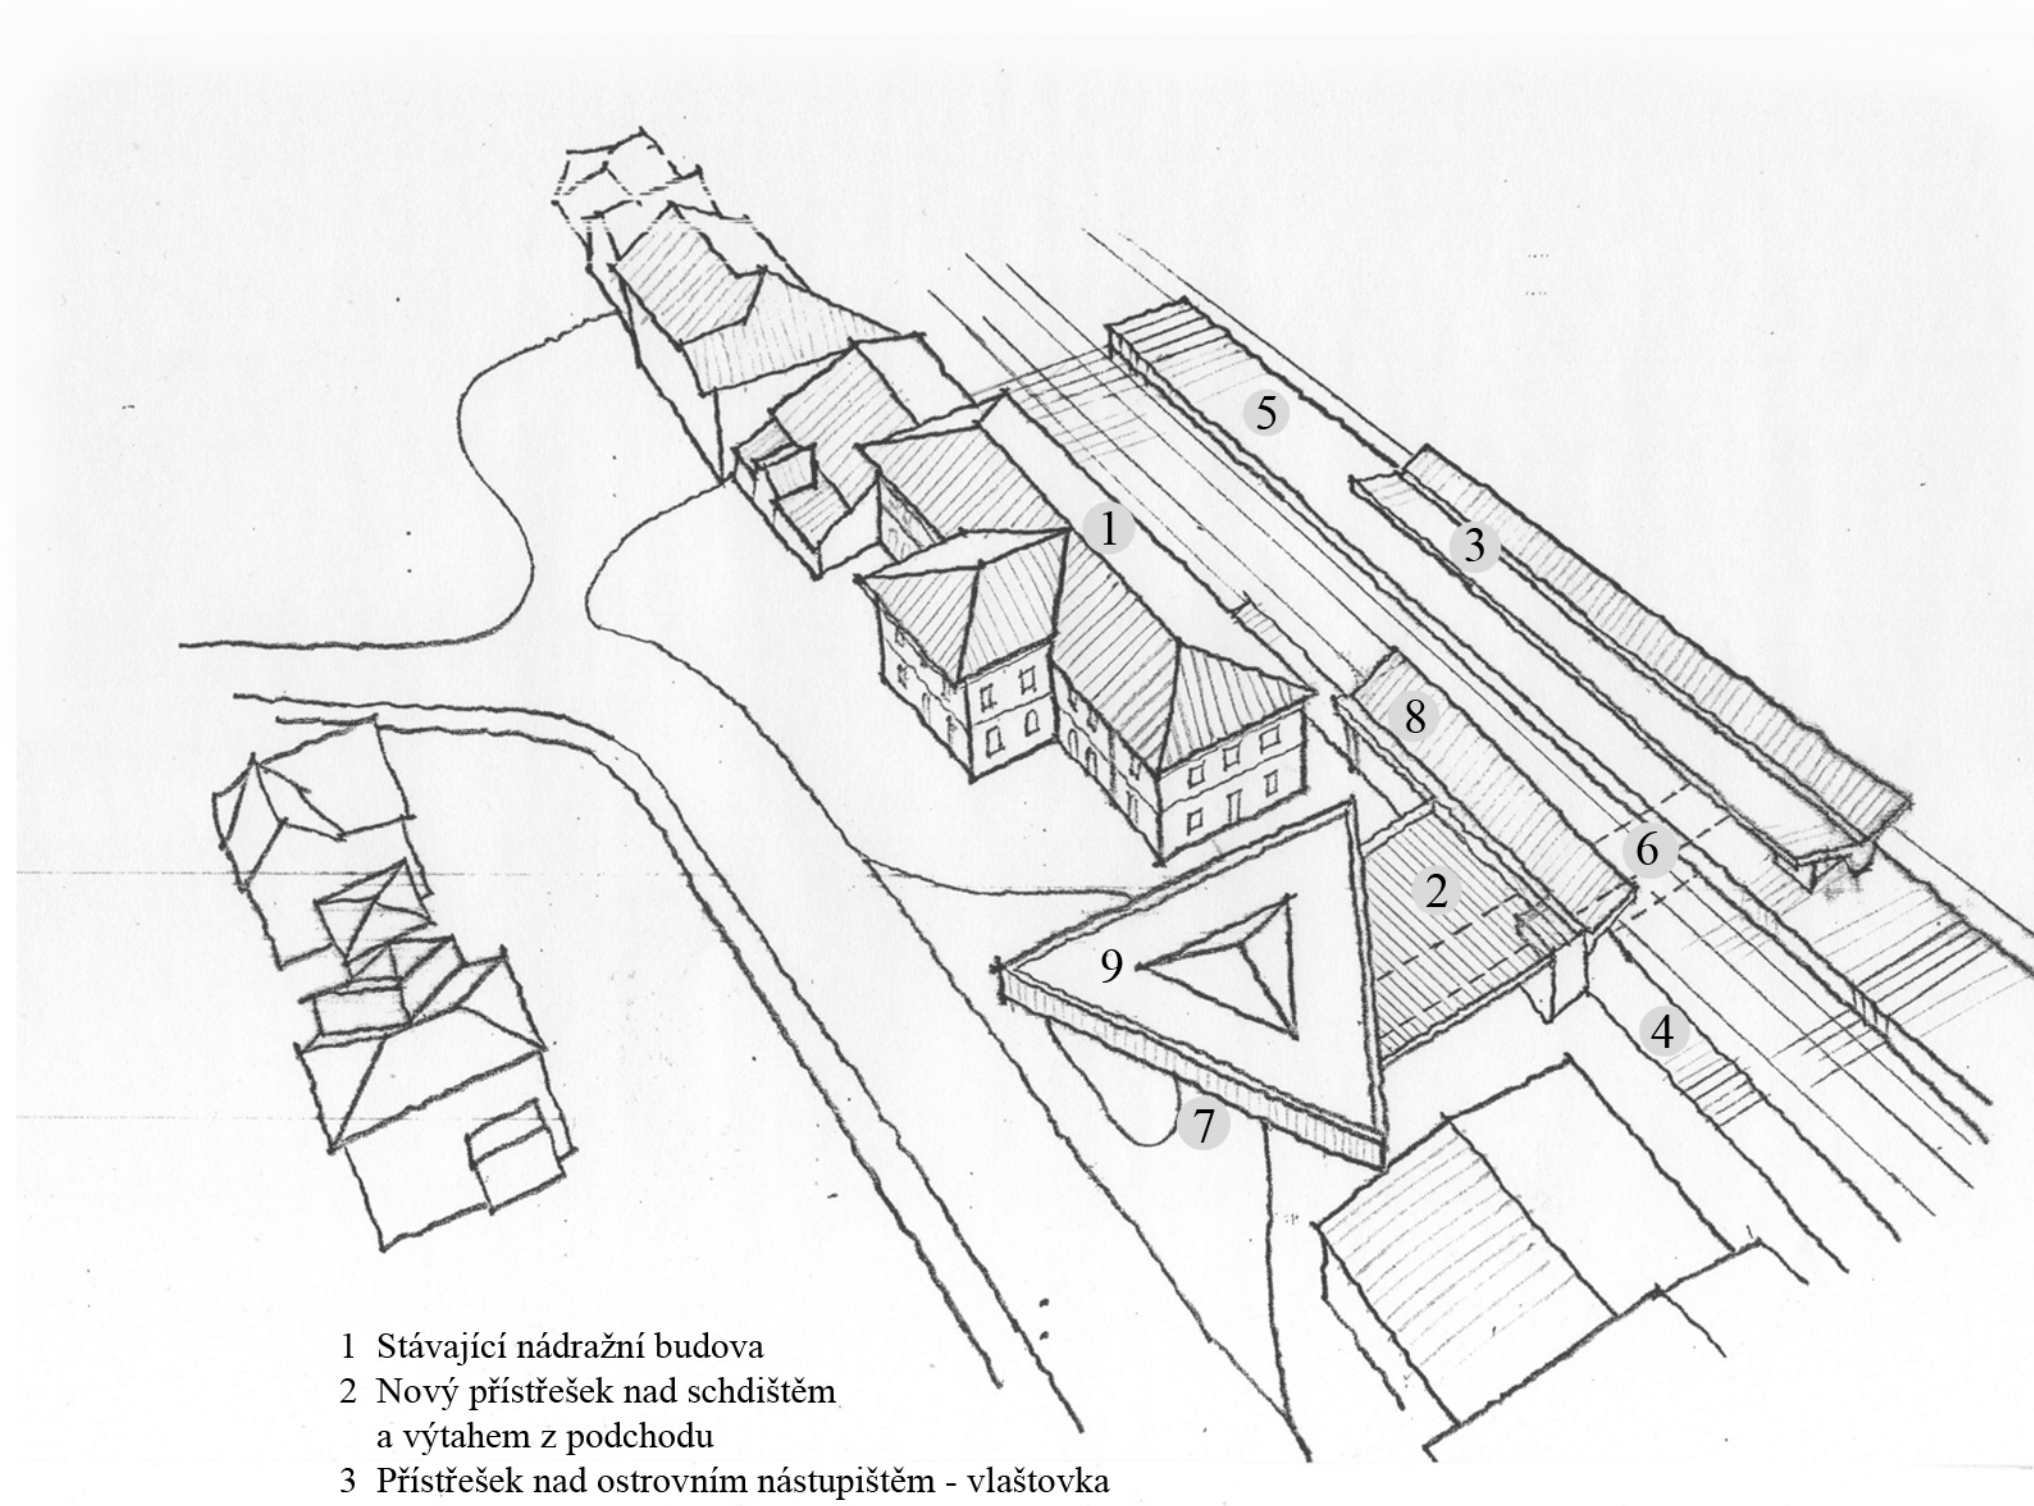 5
1
3
8
6
2
9
4
7
1 Stávající nádražní budova
2 Nový přístřešek nad schdištěm
a výtahem z podchodu
3 Přístřešek nad ostrovním nástupištěm - vlaštovka